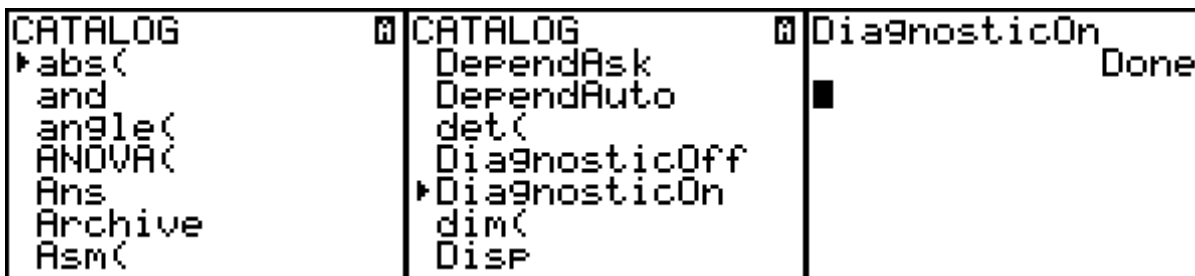 CATALOG
▸abs(
and
angle(
ANOVA(
Ans
Archive
Asm(
CATALOG
DependAsk
DependAuto
det(
DiagnosticOff
▸DiagnosticOn
dim(
Disp
DiagnosticOn
Done